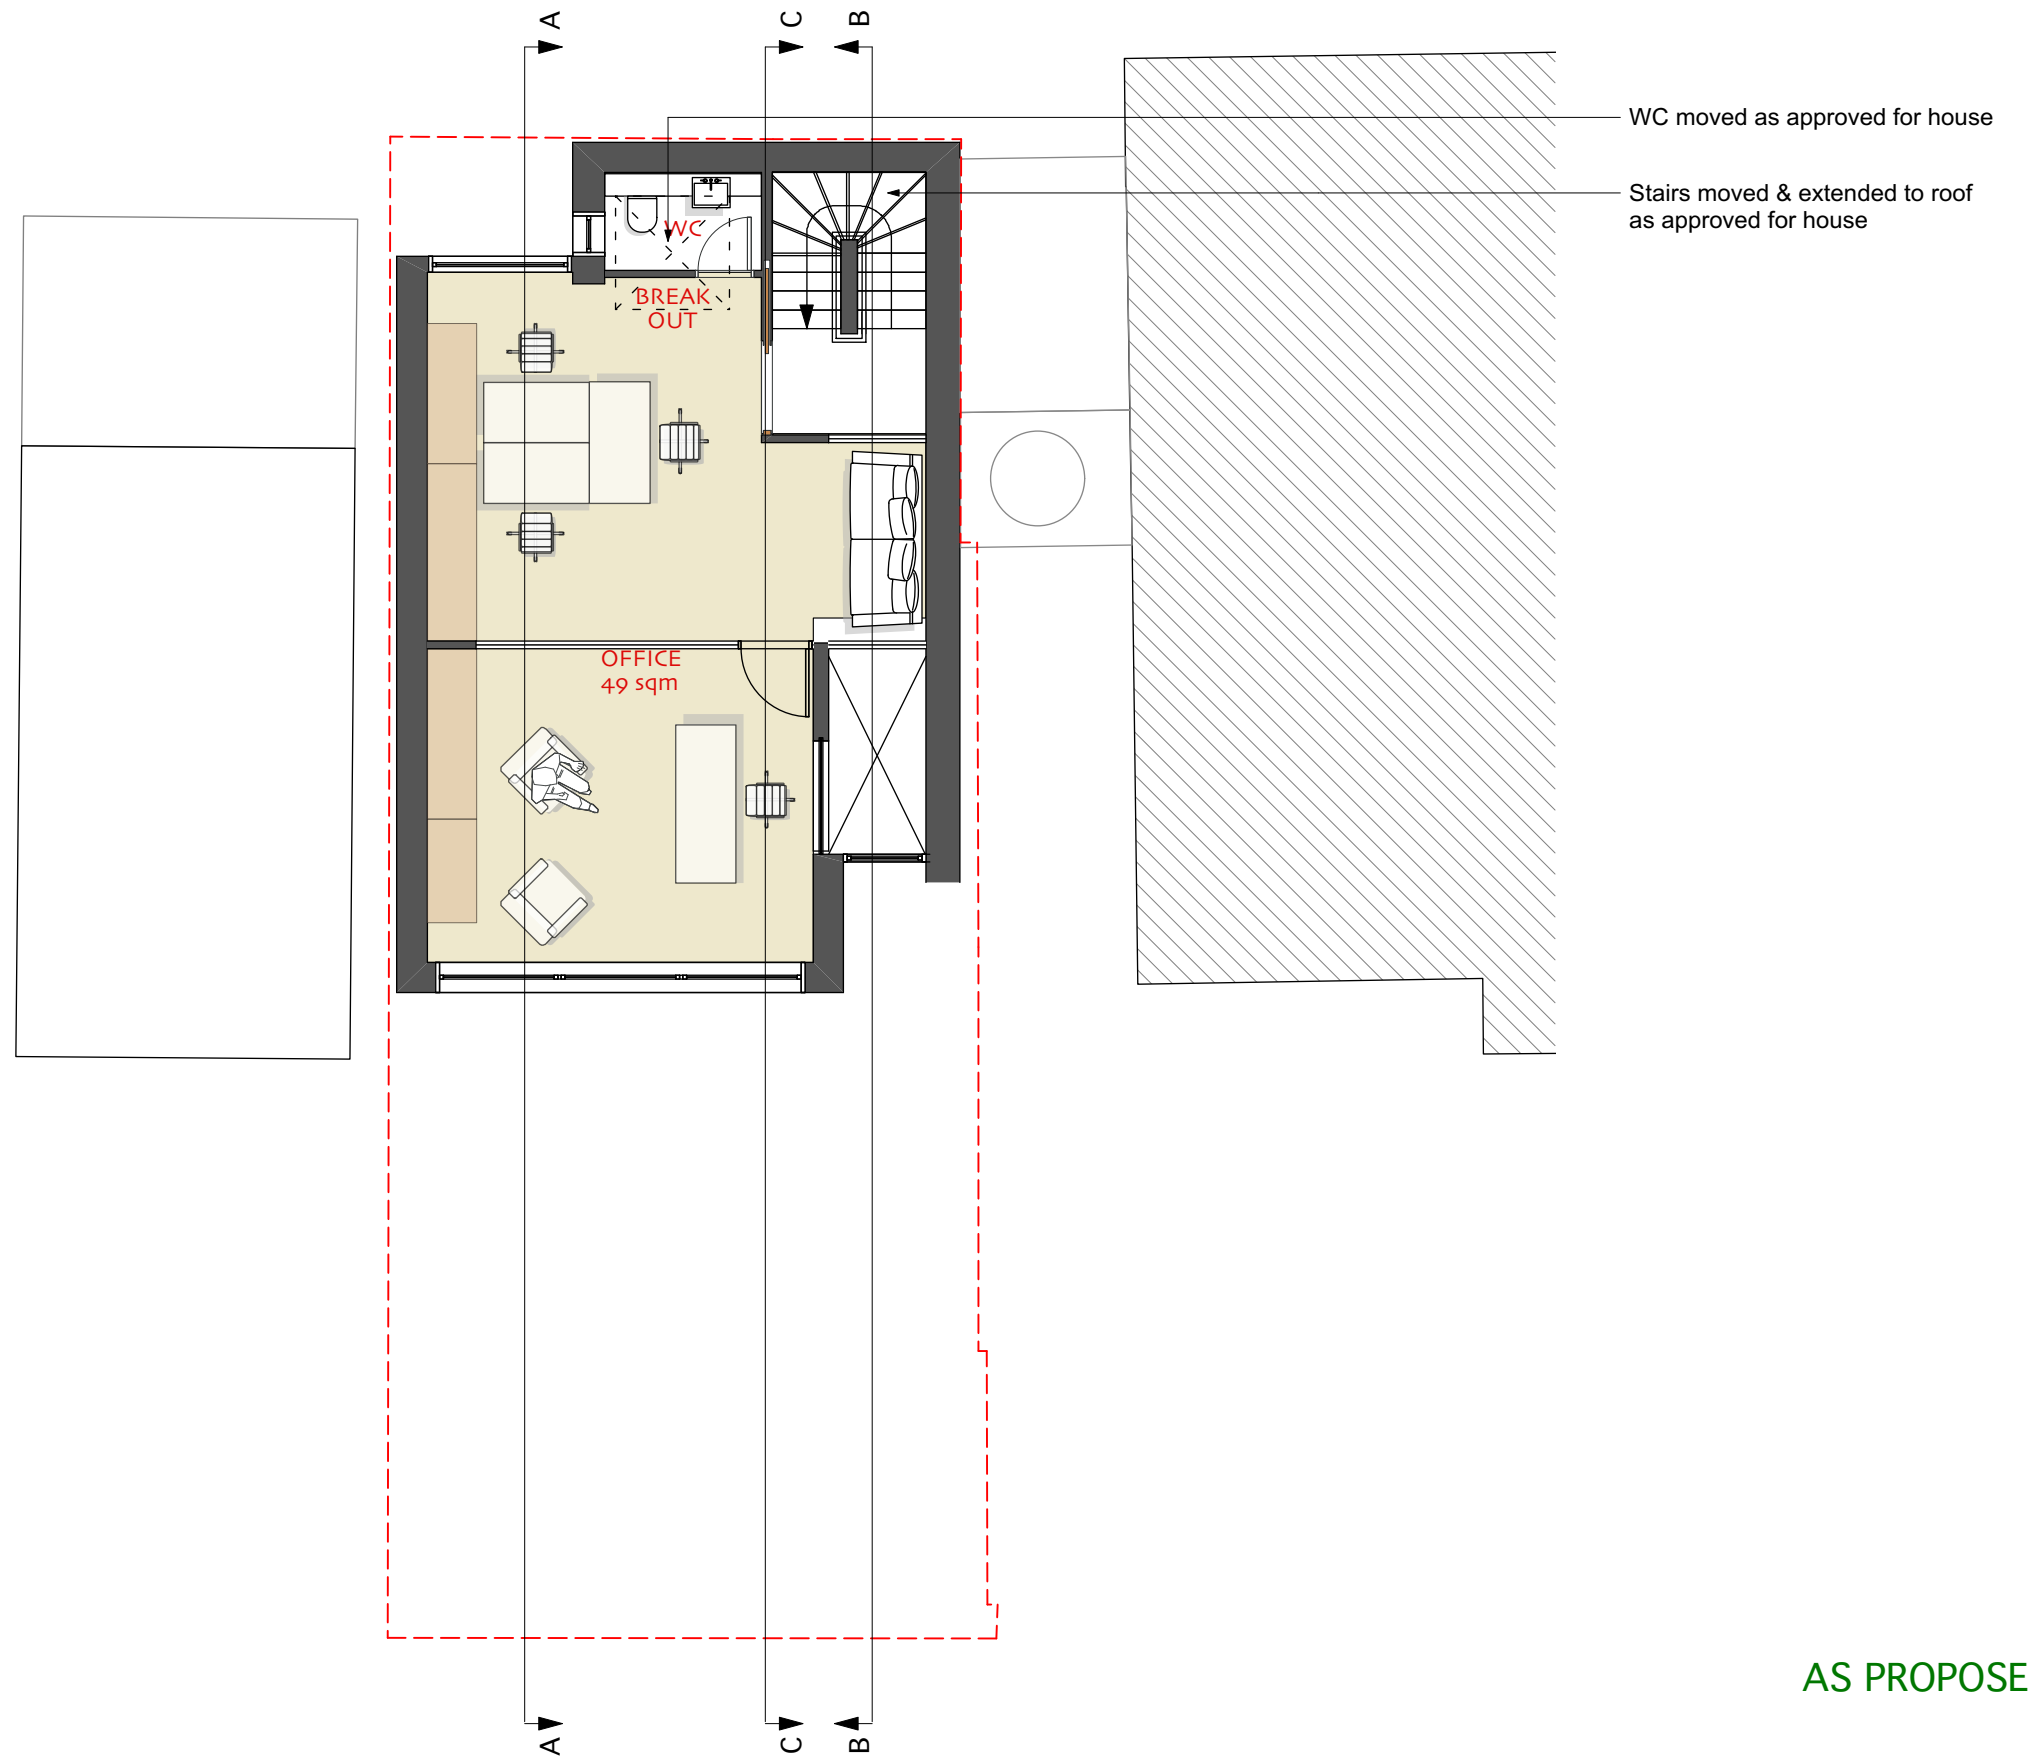 A
C
B
WC moved as approved for house
Stairs moved & extended to roof
as approved for house
WC
BREAK
OUT
OFFICE
49 sqm
AS PROPOSE
A
C
B